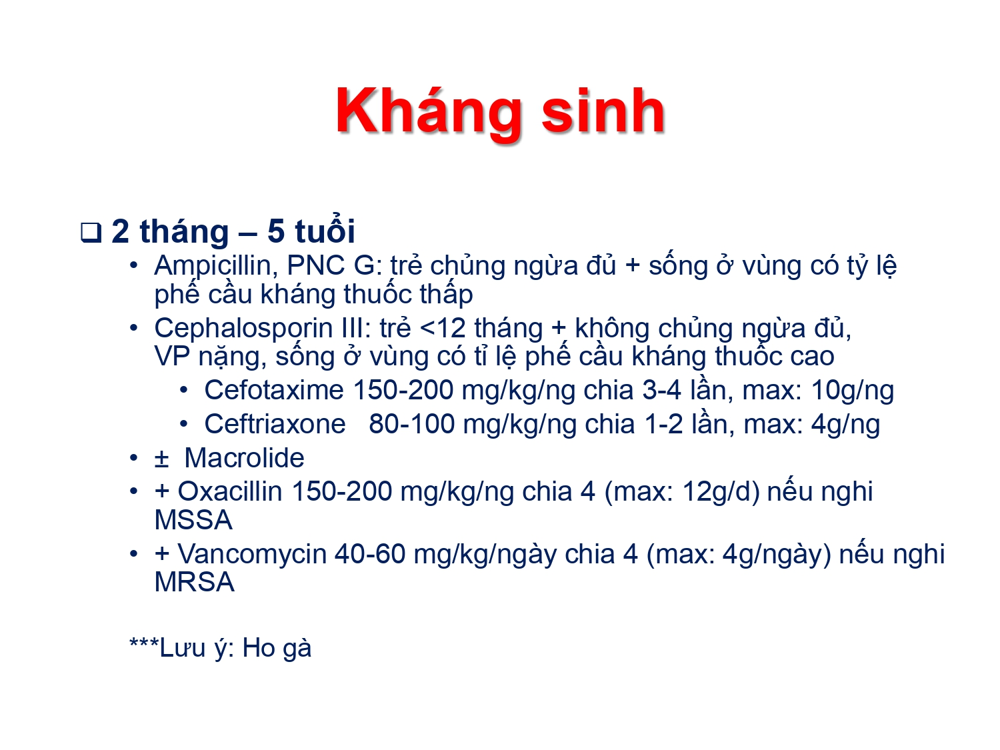 Kháng sinh
❑ 2 tháng – 5 tuổi
• Ampicillin, PNC G: trẻ chủng ngừa đủ + sống ở vùng có tỷ lệ
phế cầu kháng thuốc thấp
• Cephalosporin III: trẻ <12 tháng + không chủng ngừa đủ,
VP nặng, sống ở vùng có tỉ lệ phế cầu kháng thuốc cao
• Cefotaxime 150-200 mg/kg/ng chia 3-4 lần, max: 10g/ng
• Ceftriaxone 80-100 mg/kg/ng chia 1-2 lần, max: 4g/ng
• ± Macrolide
• + Oxacillin 150-200 mg/kg/ng chia 4 (max: 12g/d) nếu nghi
MSSA
• + Vancomycin 40-60 mg/kg/ngày chia 4 (max: 4g/ngày) nếu nghi
MRSA
***Lưu ý: Ho gà